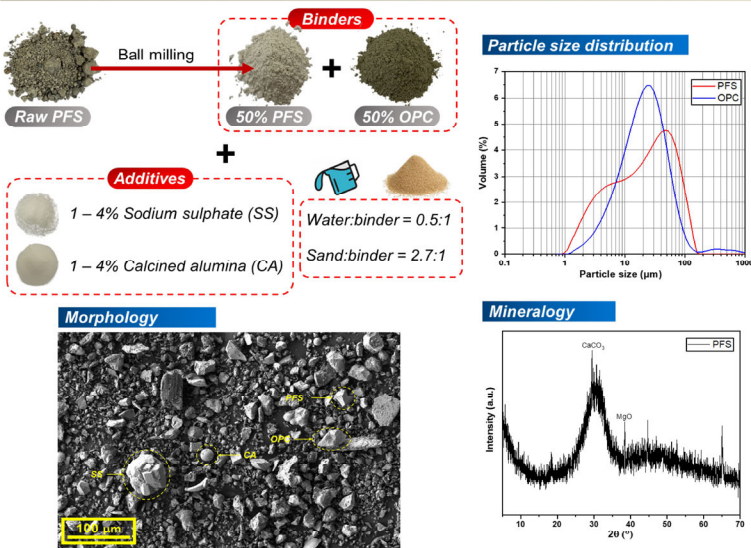 Binders
Ball milling
+
Raw PFS
50% PFS
50% OPC
+
Additives
1 – 4% Sodium sulphate (SS)
1 – 4% Calcined alumina (CA)
Water:binder = 0.5:1
Sand:binder = 2.7:1
Particle size distribution
PFS
OPC
7
6
5
4
3
2
1
0
Volume (%)
0.1 1 10 100 1000
Particle size (µm)
Morphology
PFS
OPC
CA
SS
100 µm
Mineralogy
PFS
CaCO₃
MgO
Intensity (a.u.)
10 20 30 40 50 60 70
2θ (°)